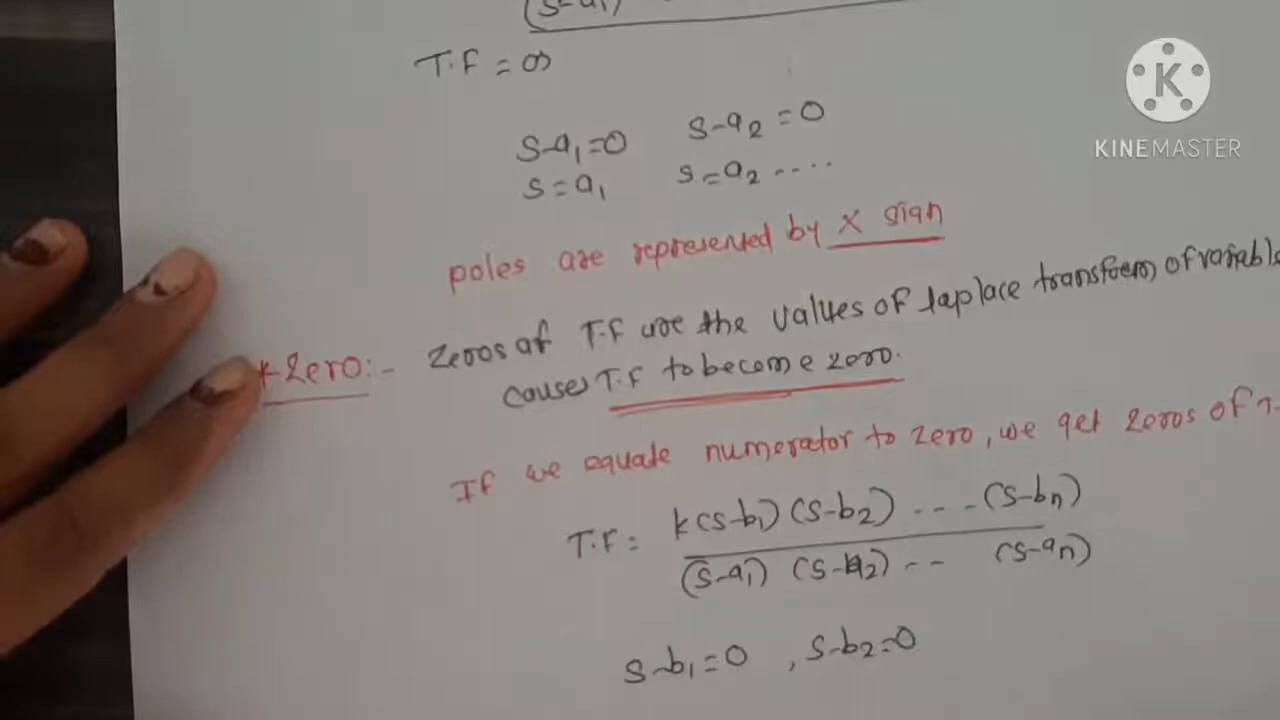 (s-a1)
T.F = ∞
s-a1=0 s-a2=0
s=a1 s=a2 ....
poles are represented by X sign
* Zero:- Zeros of T.F are the values of laplace transform of variable
causes T.F to become zero.
If we equate numerator to zero, we get zeros of T.
T.F = K(s-b1)(s-b2) ....(s-bn)
(s-a1) (s-a2) -- (s-an)
s-b1=0 , s-b2=0
K
KINEMASTER